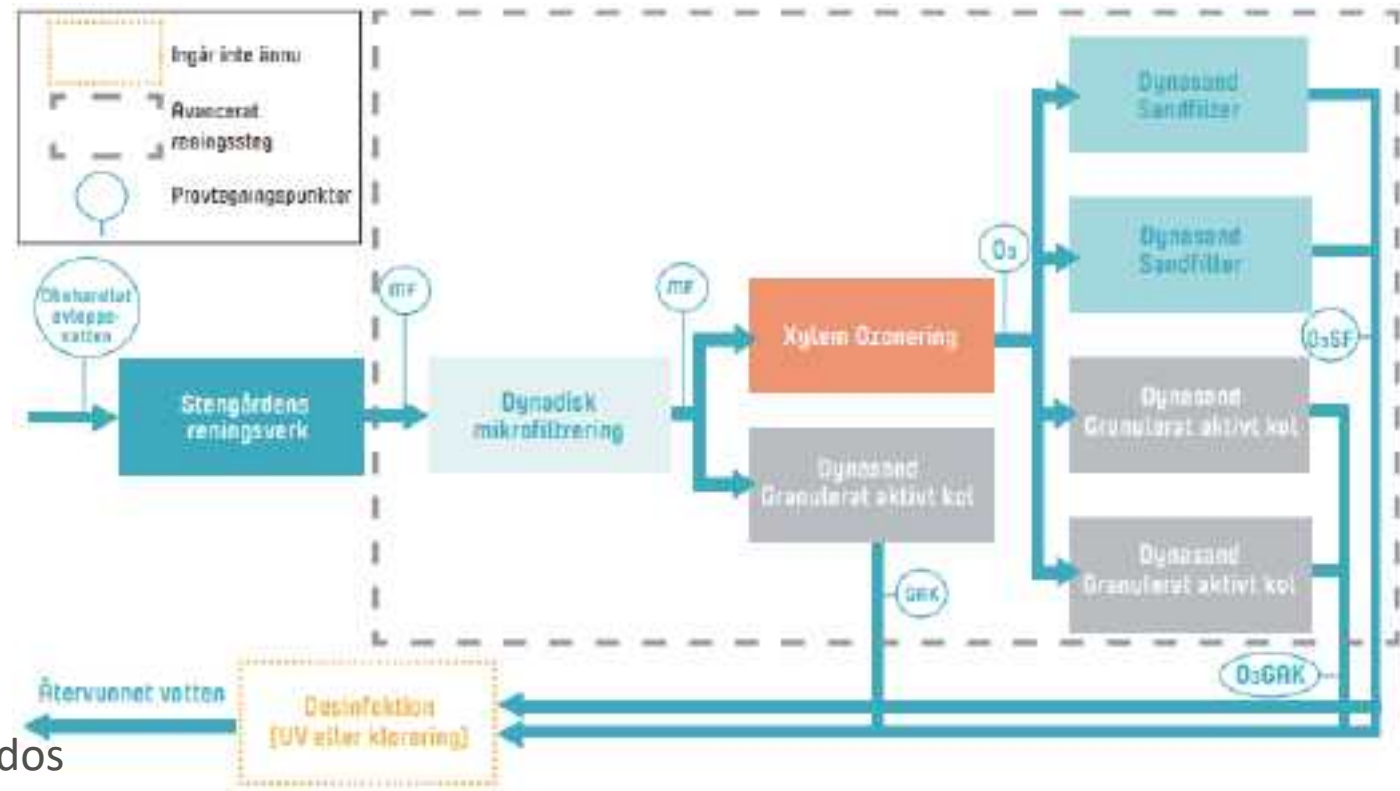 Ingår inte ännu
Avancerat
reningssteg
Provtagningspunkter
Obehandlat
avlopps-
vatten
Stengårdens
reningsverk
Dynadisk
mikrofiltrering
MF
Xylem Ozonering
Dynasand
Granulerat aktivt kol
GAK
O₃
Dynasand
Sandfilter
Dynasand
Sandfilter
O₃SF
Dynasand
Granulerat aktivt kol
Dynasand
Granulerat aktivt kol
O₃GAK
Återvunnet vatten
Desinfektion
(UV eller klorering)
dos